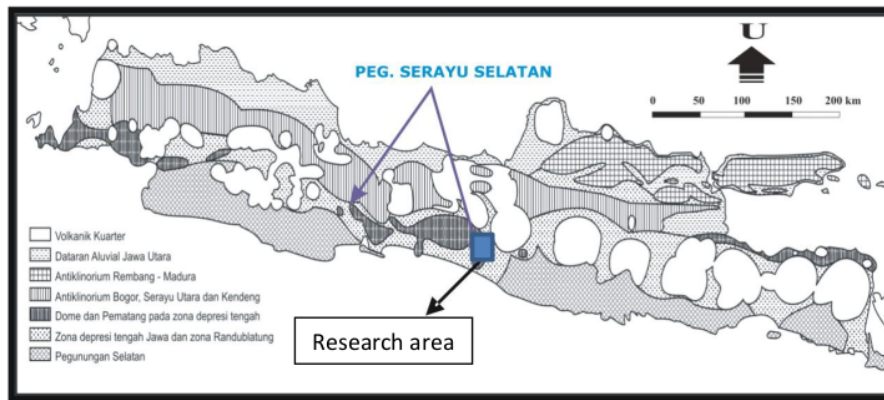 U
PEG. SERAYU SELATAN
0 50 100 150 200 km
Volkanik Kuarter
Dataran Aluvial Jawa Utara
Antiklinorium Rembang - Madura
Antiklinorium Bogor, Serayu Utara dan Kendeng
Dome dan Pematang pada zona depresi tengah
Zona depresi tengah Jawa dan zona Randublatung
Pegunungan Selatan
Research area